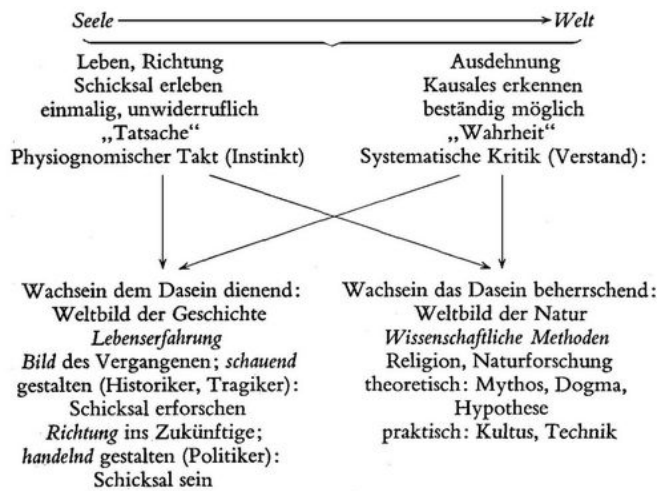 Seele Welt
Leben, Richtung
Schicksal erleben
einmalig, unwiderruflich
„Tatsache“
Physiognomischer Takt (Instinkt)
Ausdehnung
Kausales erkennen
beständig möglich
„Wahrheit“
Systematische Kritik (Verstand):
Wachsein dem Dasein dienend:
Weltbild der Geschichte
Lebenserfahrung
Bild des Vergangenen; schauend
gestalten (Historiker, Tragiker):
Schicksal erforschen
Richtung ins Zukünftige;
handelnd gestalten (Politiker):
Schicksal sein
Wachsein das Dasein beherrschend:
Weltbild der Natur
Wissenschaftliche Methoden
Religion, Naturforschung
theoretisch: Mythos, Dogma,
Hypothese
praktisch: Kultus, Technik